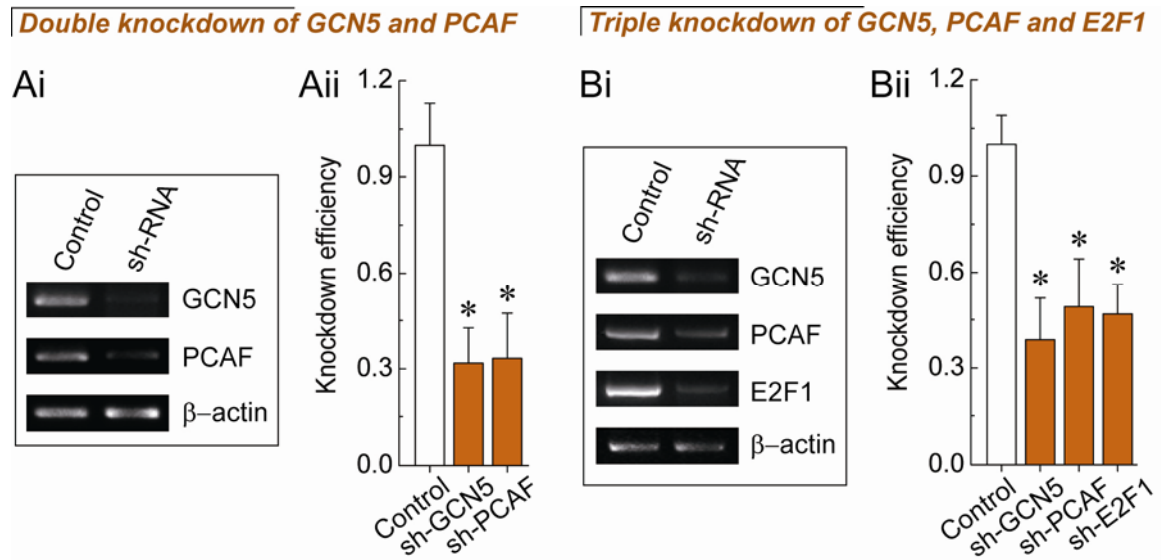 Double knockdown of GCN5 and PCAF
Triple knockdown of GCN5, PCAF and E2F1
Ai
Control
sh-RNA
GCN5
PCAF
β–actin
Aii
Knockdown efficiency
1.2
0.9
0.6
0.3
0.0
*
*
Control
sh-GCN5
sh-PCAF
Bi
Control
sh-RNA
GCN5
PCAF
E2F1
β–actin
Bii
Knockdown efficiency
1.2
0.9
0.6
0.3
0.0
*
*
*
Control
sh-GCN5
sh-PCAF
sh-E2F1